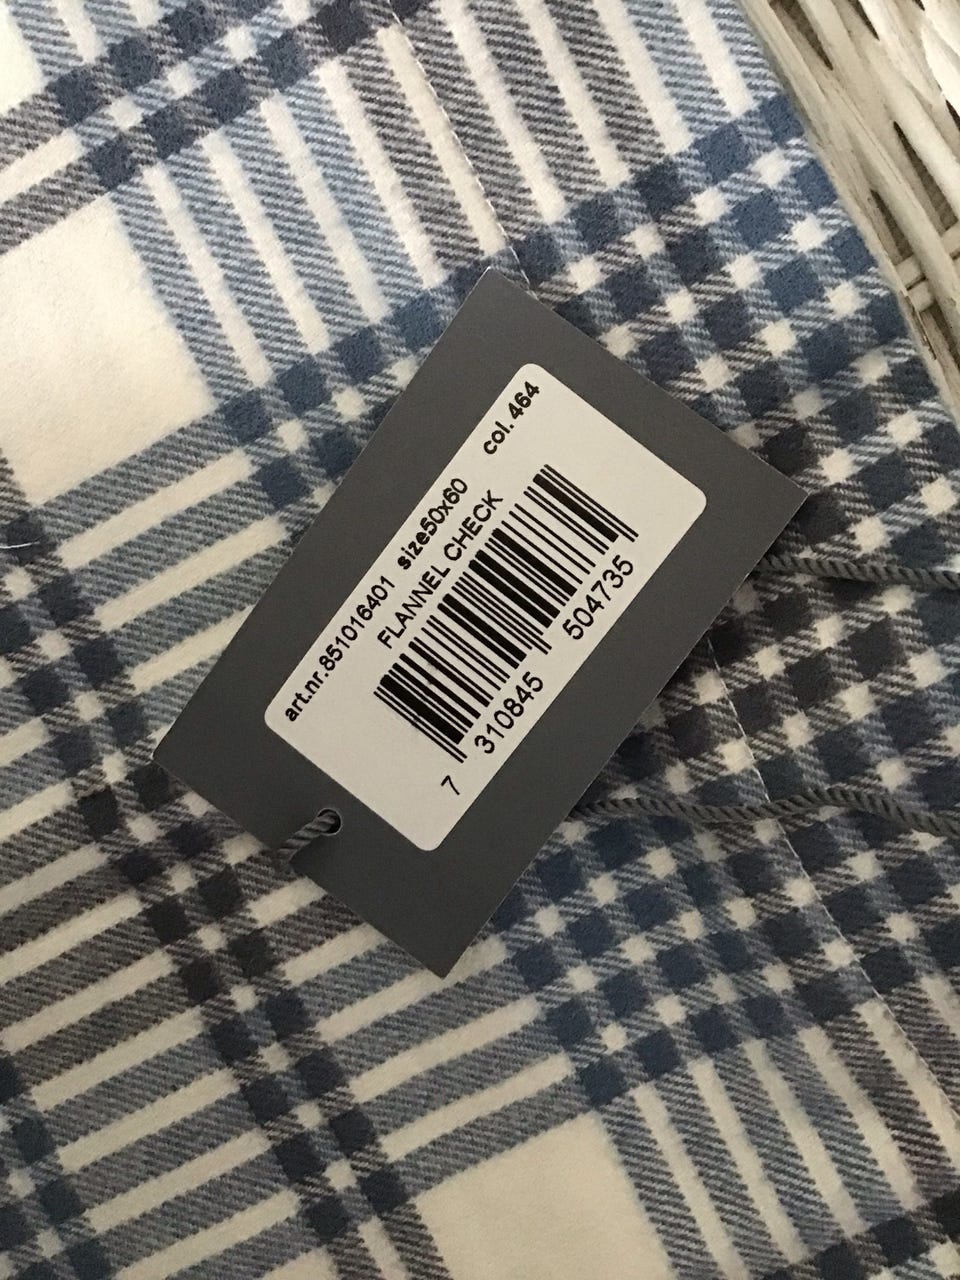 art.nr.851016401 size50x60 col.464
FLANNEL CHECK
7 310845 504735